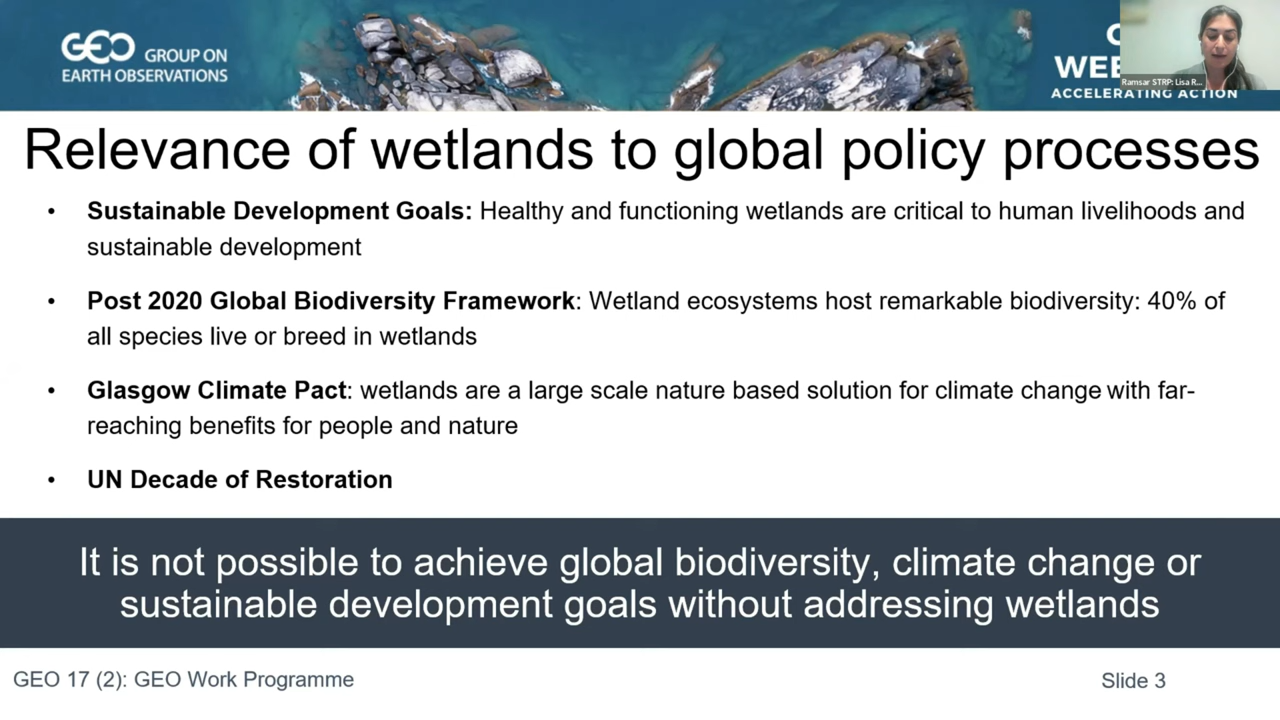 GEO GROUP ON
EARTH OBSERVATIONS
WEE
ACCELERATING ACTION
Ramsar STRP: Lisa R...
Relevance of wetlands to global policy processes
• Sustainable Development Goals: Healthy and functioning wetlands are critical to human livelihoods and
sustainable development
• Post 2020 Global Biodiversity Framework: Wetland ecosystems host remarkable biodiversity: 40% of
all species live or breed in wetlands
• Glasgow Climate Pact: wetlands are a large scale nature based solution for climate change with far-
reaching benefits for people and nature
• UN Decade of Restoration
It is not possible to achieve global biodiversity, climate change or
sustainable development goals without addressing wetlands
GEO 17 (2): GEO Work Programme
Slide 3